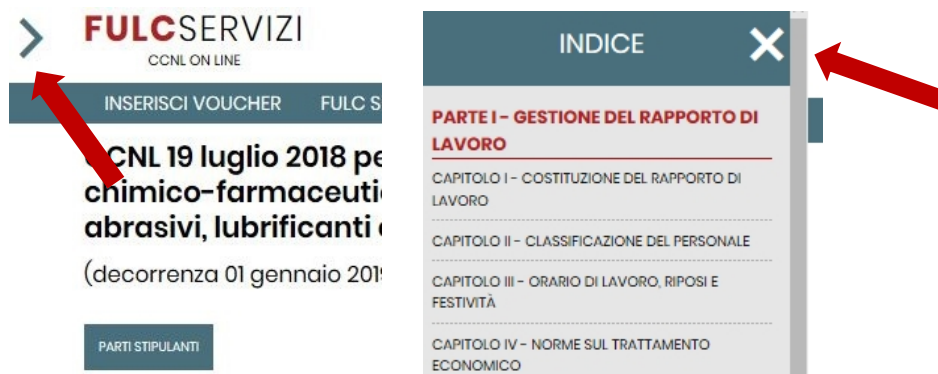 FULCSERVIZI
CCNL ON LINE
INSERISCI VOUCHER FULC S
CCNL 19 luglio 2018 pe
chimico-farmaceuti
abrasivi, lubrificanti
(decorrenza 01 gennaio 201
PARTI STIPULANTI
INDICE
PARTE I - GESTIONE DEL RAPPORTO DI
LAVORO
CAPITOLO I - COSTITUZIONE DEL RAPPORTO DI
LAVORO
CAPITOLO II - CLASSIFICAZIONE DEL PERSONALE
CAPITOLO III - ORARIO DI LAVORO, RIPOSI E
FESTIVITÀ
CAPITOLO IV - NORME SUL TRATTAMENTO
ECONOMICO